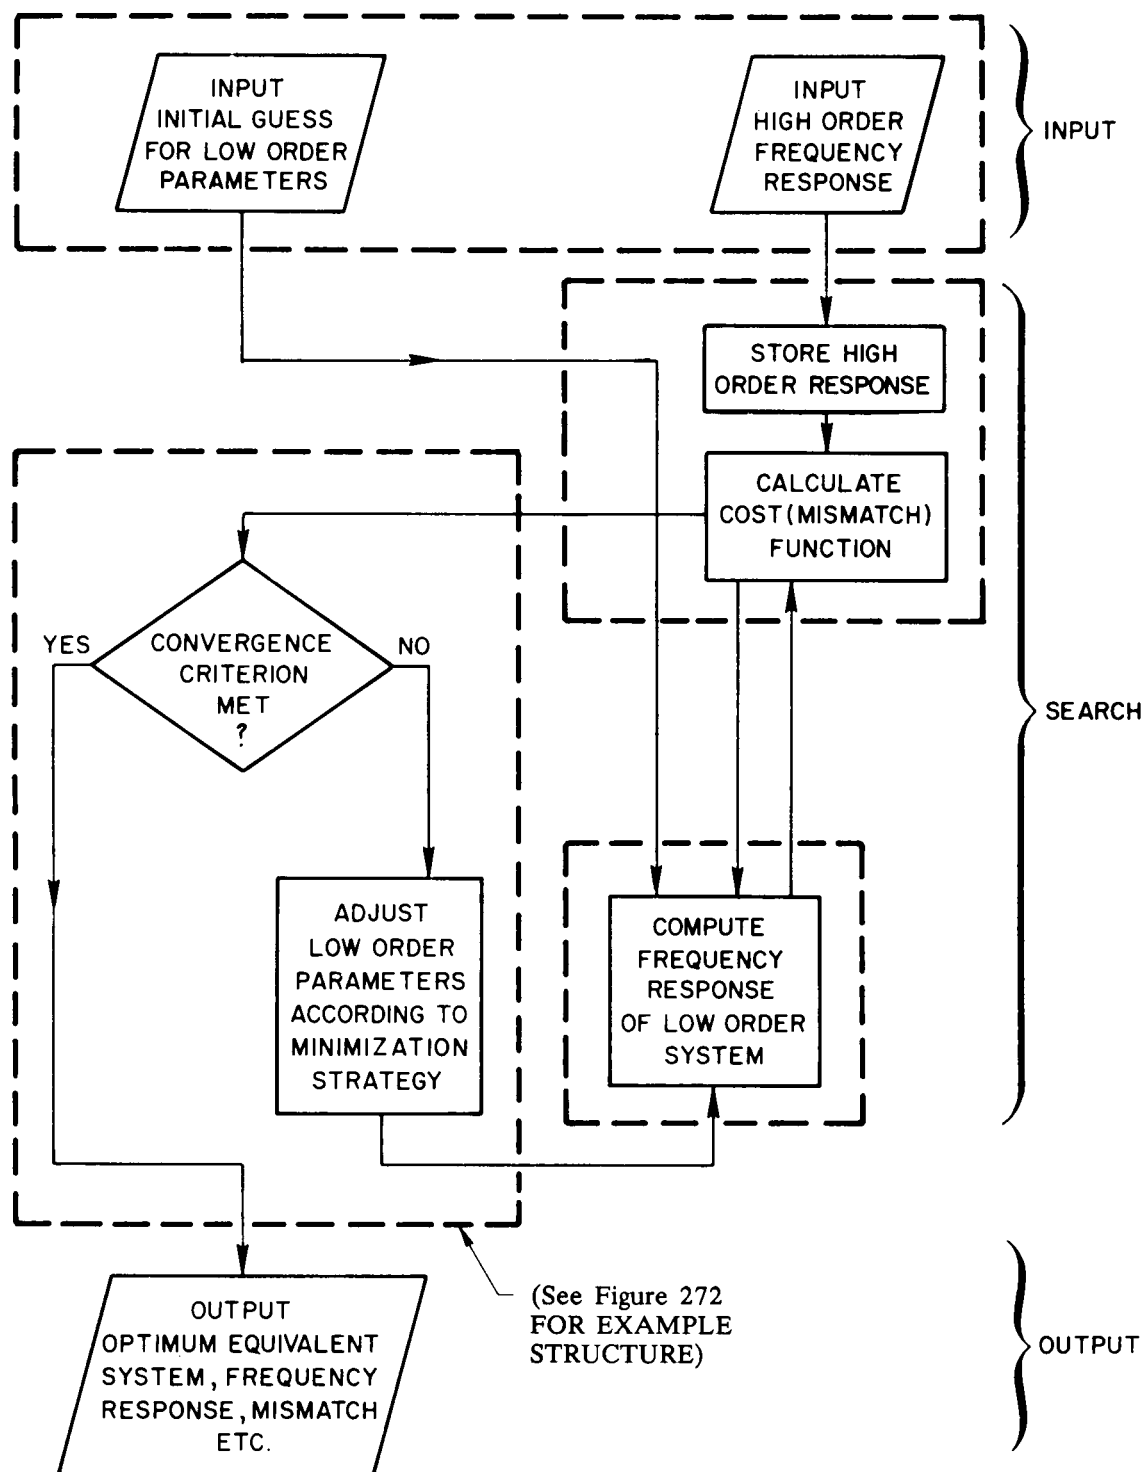 INPUT
INITIAL GUESS
FOR LOW ORDER
PARAMETERS
INPUT
HIGH ORDER
FREQUENCY
RESPONSE
INPUT
STORE HIGH
ORDER RESPONSE
CALCULATE
COST (MISMATCH)
FUNCTION
YES
CONVERGENCE
CRITERION
MET
?
NO
SEARCH
ADJUST
LOW ORDER
PARAMETERS
ACCORDING TO
MINIMIZATION
STRATEGY
COMPUTE
FREQUENCY
RESPONSE
OF LOW ORDER
SYSTEM
(See Figure 272
FOR EXAMPLE
STRUCTURE)
OUTPUT
OPTIMUM EQUIVALENT
SYSTEM, FREQUENCY
RESPONSE, MISMATCH
ETC.
OUTPUT